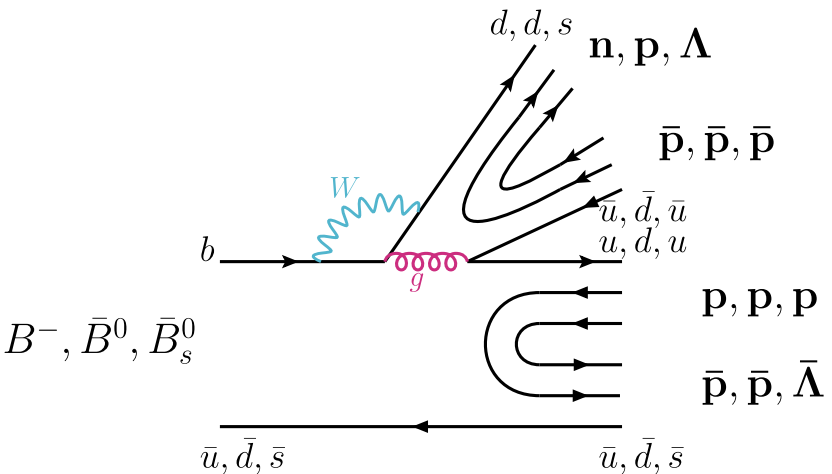 d, d, s
n, p, Λ
p̄, p̄, p̄
W
ū, d̄, ū
b
u, d, u
g
p, p, p
B⁻, B̄⁰, B̄⁰ₛ
p̄, p̄, Λ̄
ū, d̄, s̄
ū, d̄, s̄